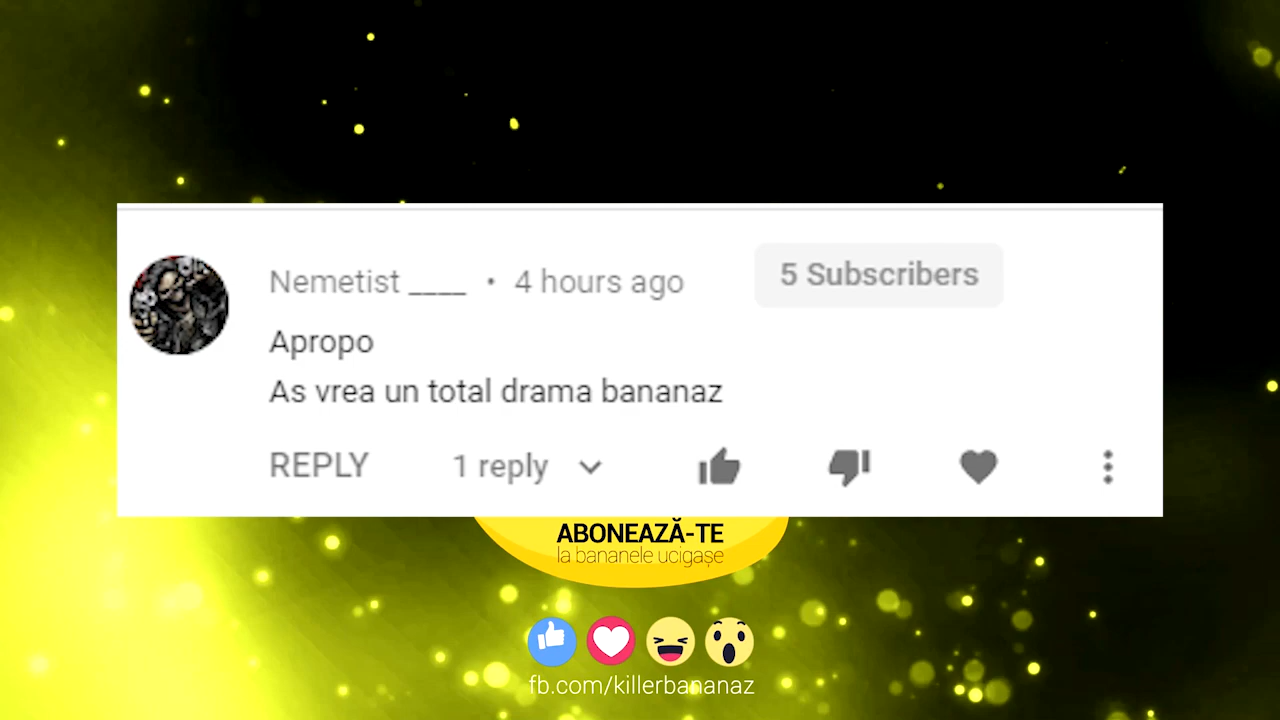 Nemetist ____ • 4 hours ago
5 Subscribers
Apropo
As vrea un total drama bananaz
REPLY 1 reply
ABONEAZĂ-TE
la bananele ucigașe
fb.com/killerbananaz